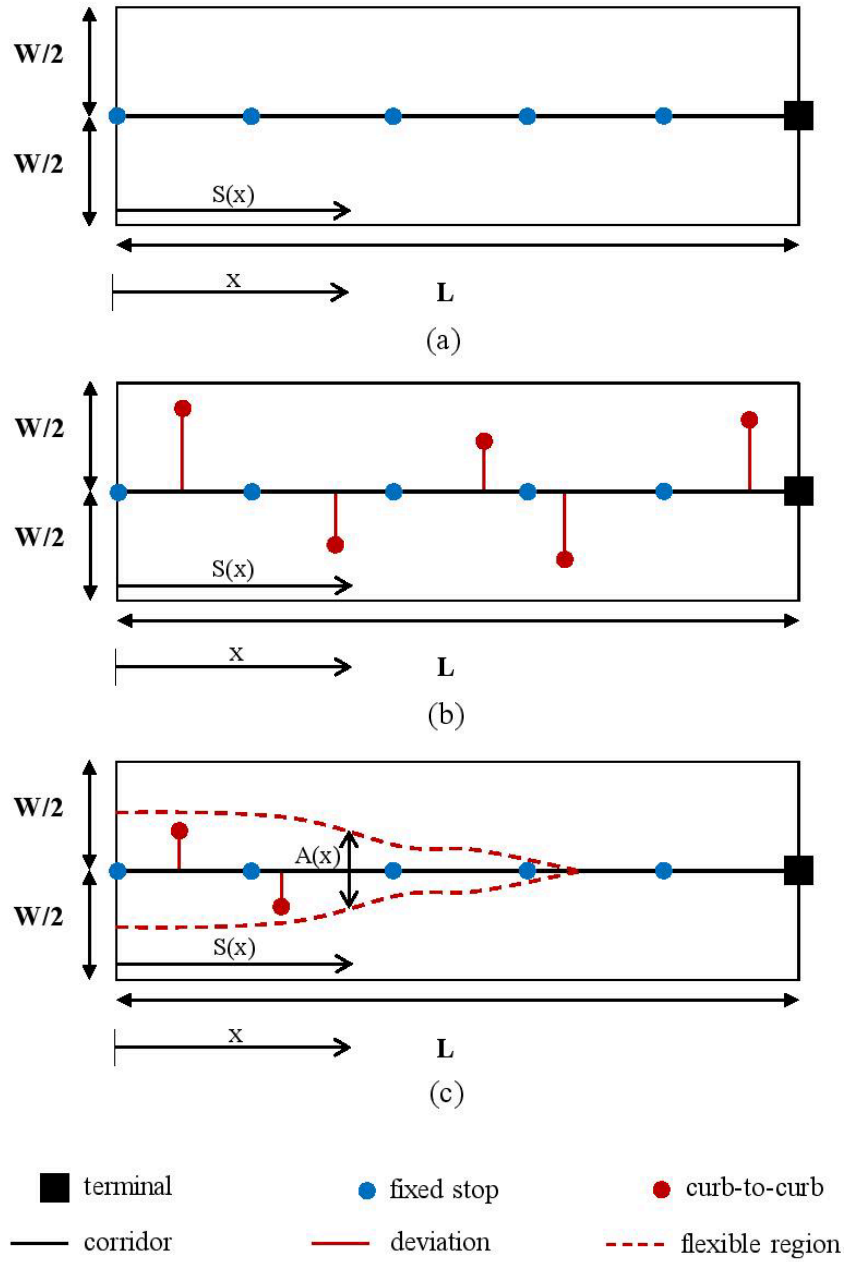 W/2
W/2
S(x)
x
L
(a)
W/2
W/2
S(x)
x
L
(b)
W/2
A(x)
W/2
S(x)
x
L
(c)
terminal fixed stop curb-to-curb
corridor deviation flexible region